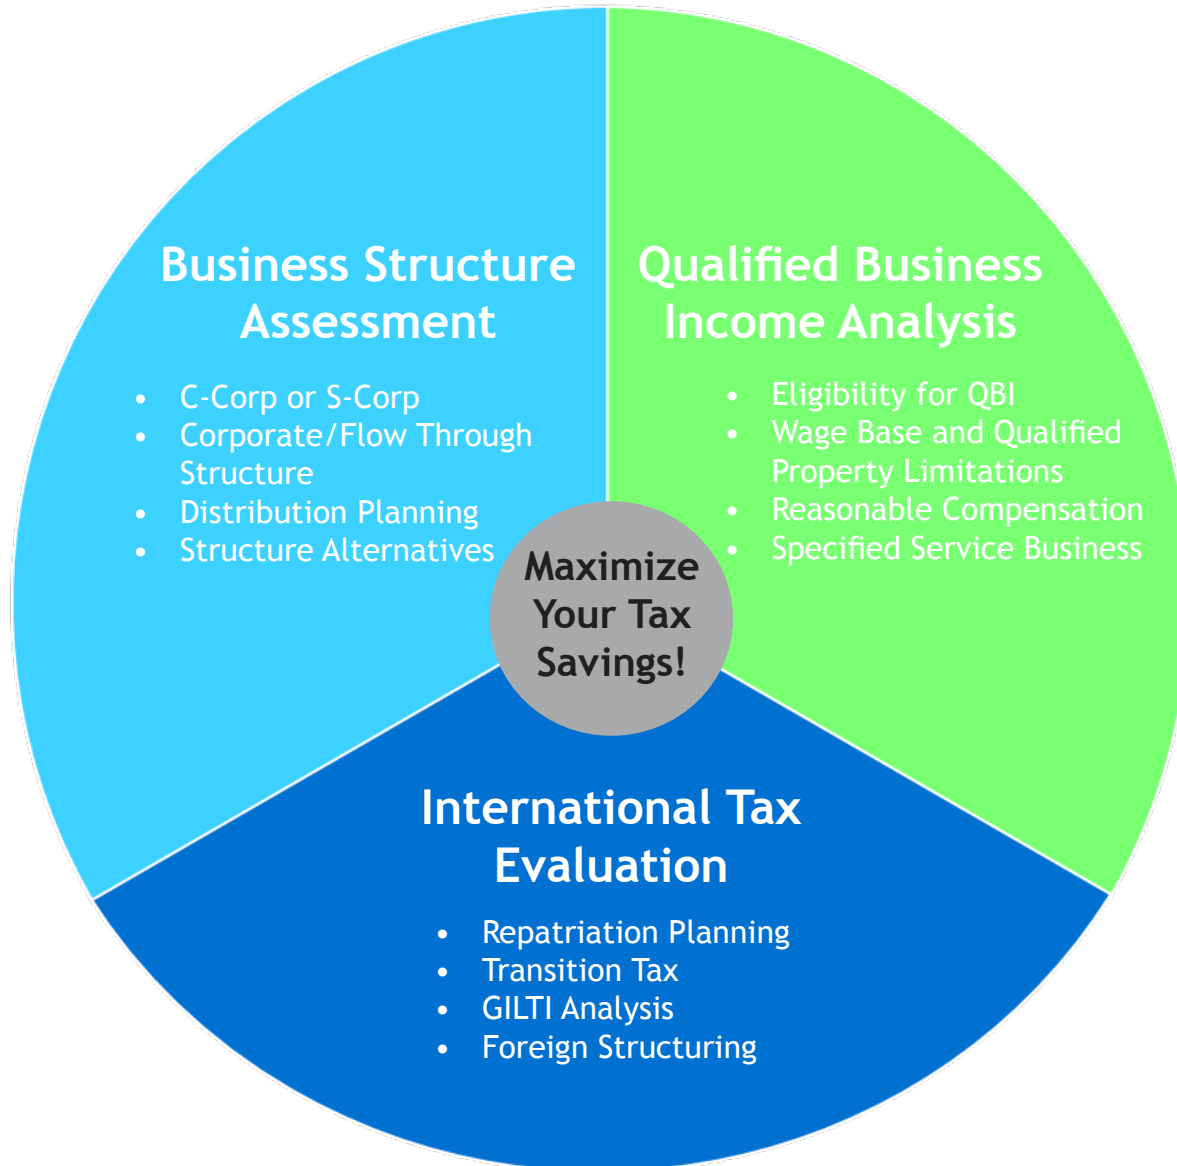 Business Structure
Assessment
• C-Corp or S-Corp
• Corporate/Flow Through
Structure
• Distribution Planning
• Structure Alternatives
Qualified Business
Income Analysis
• Eligibility for QBI
• Wage Base and Qualified
Property Limitations
• Reasonable Compensation
• Specified Service Business
Maximize
Your Tax
Savings!
International Tax
Evaluation
• Repatriation Planning
• Transition Tax
• GILTI Analysis
• Foreign Structuring